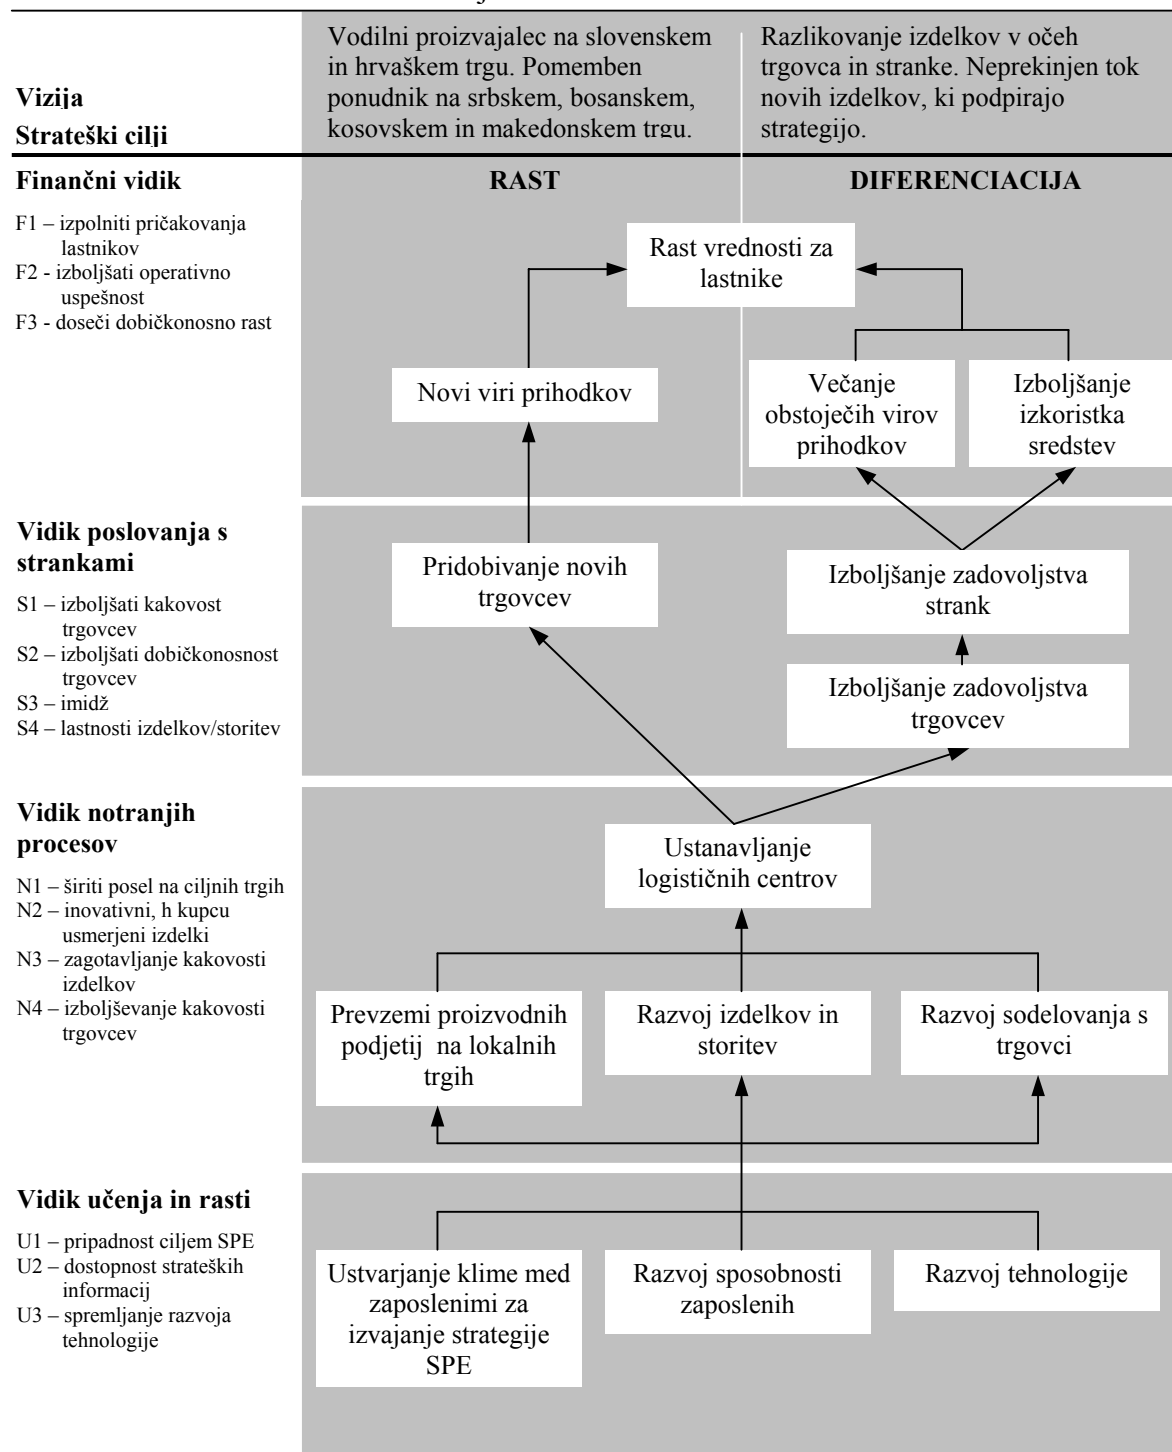 Vizija
Strateški cilji
Vodilni proizvajalec na slovenskem
in hrvaškem trgu. Pomemben
ponudnik na srbskem, bosanskem,
kosovskem in makedonskem trgu.
Razlikovanje izdelkov v očeh
trgovca in stranke. Neprekinjen tok
novih izdelkov, ki podpirajo
strategijo.
Finančni vidik
RAST
DIFERENCIACIJA
F1 – izpolniti pričakovanja
lastnikov
F2 - izboljšati operativno
uspešnost
F3 - doseči dobičkonosno rast
Rast vrednosti za
lastnike
Novi viri prihodkov
Večanje
obstoječih virov
prihodkov
Izboljšanje
izkoristka
sredstev
Vidik poslovanja s
strankami
S1 – izboljšati kakovost
trgovcev
S2 – izboljšati dobičkonosnost
trgovcev
S3 – imidž
S4 – lastnosti izdelkov/storitev
Pridobivanje novih
trgovcev
Izboljšanje zadovoljstva
strank
Izboljšanje zadovoljstva
trgovcev
Vidik notranjih
procesov
N1 – širiti posel na ciljnih trgih
N2 – inovativni, h kupcu
usmerjeni izdelki
N3 – zagotavljanje kakovosti
izdelkov
N4 – izboljševanje kakovosti
trgovcev
Ustanavljanje
logističnih centrov
Prevzemi proizvodnih
podjetij na lokalnih
trgih
Razvoj izdelkov in
storitev
Razvoj sodelovanja s
trgovci
Vidik učenja in rasti
U1 – pripadnost ciljem SPE
U2 – dostopnost strateških
informacij
U3 – spremljanje razvoja
tehnologije
Ustvarjanje klime med
zaposlenimi za
izvajanje strategije
SPE
Razvoj sposobnosti
zaposlenih
Razvoj tehnologije